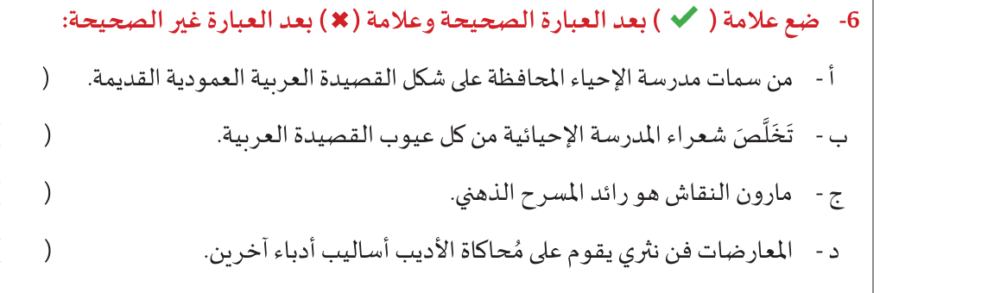 6- ضع علامة ( ✓ ) بعد العبارة الصحيحة وعلامة (✖) بعد العبارة غير الصحيحة:
أ - من سمات مدرسة الإحياء المحافظة على شكل القصيدة العربية العمودية القديمة. (
ب - تَخَلَّصَ شعراء المدرسة الإحيائية من كل عيوب القصيدة العربية. (
ج - مارون النقاش هو رائد المسرح الذهني. (
د - المعارضات فن نثري يقوم على مُحاكاة الأديب أساليب أدباء آخرين. (